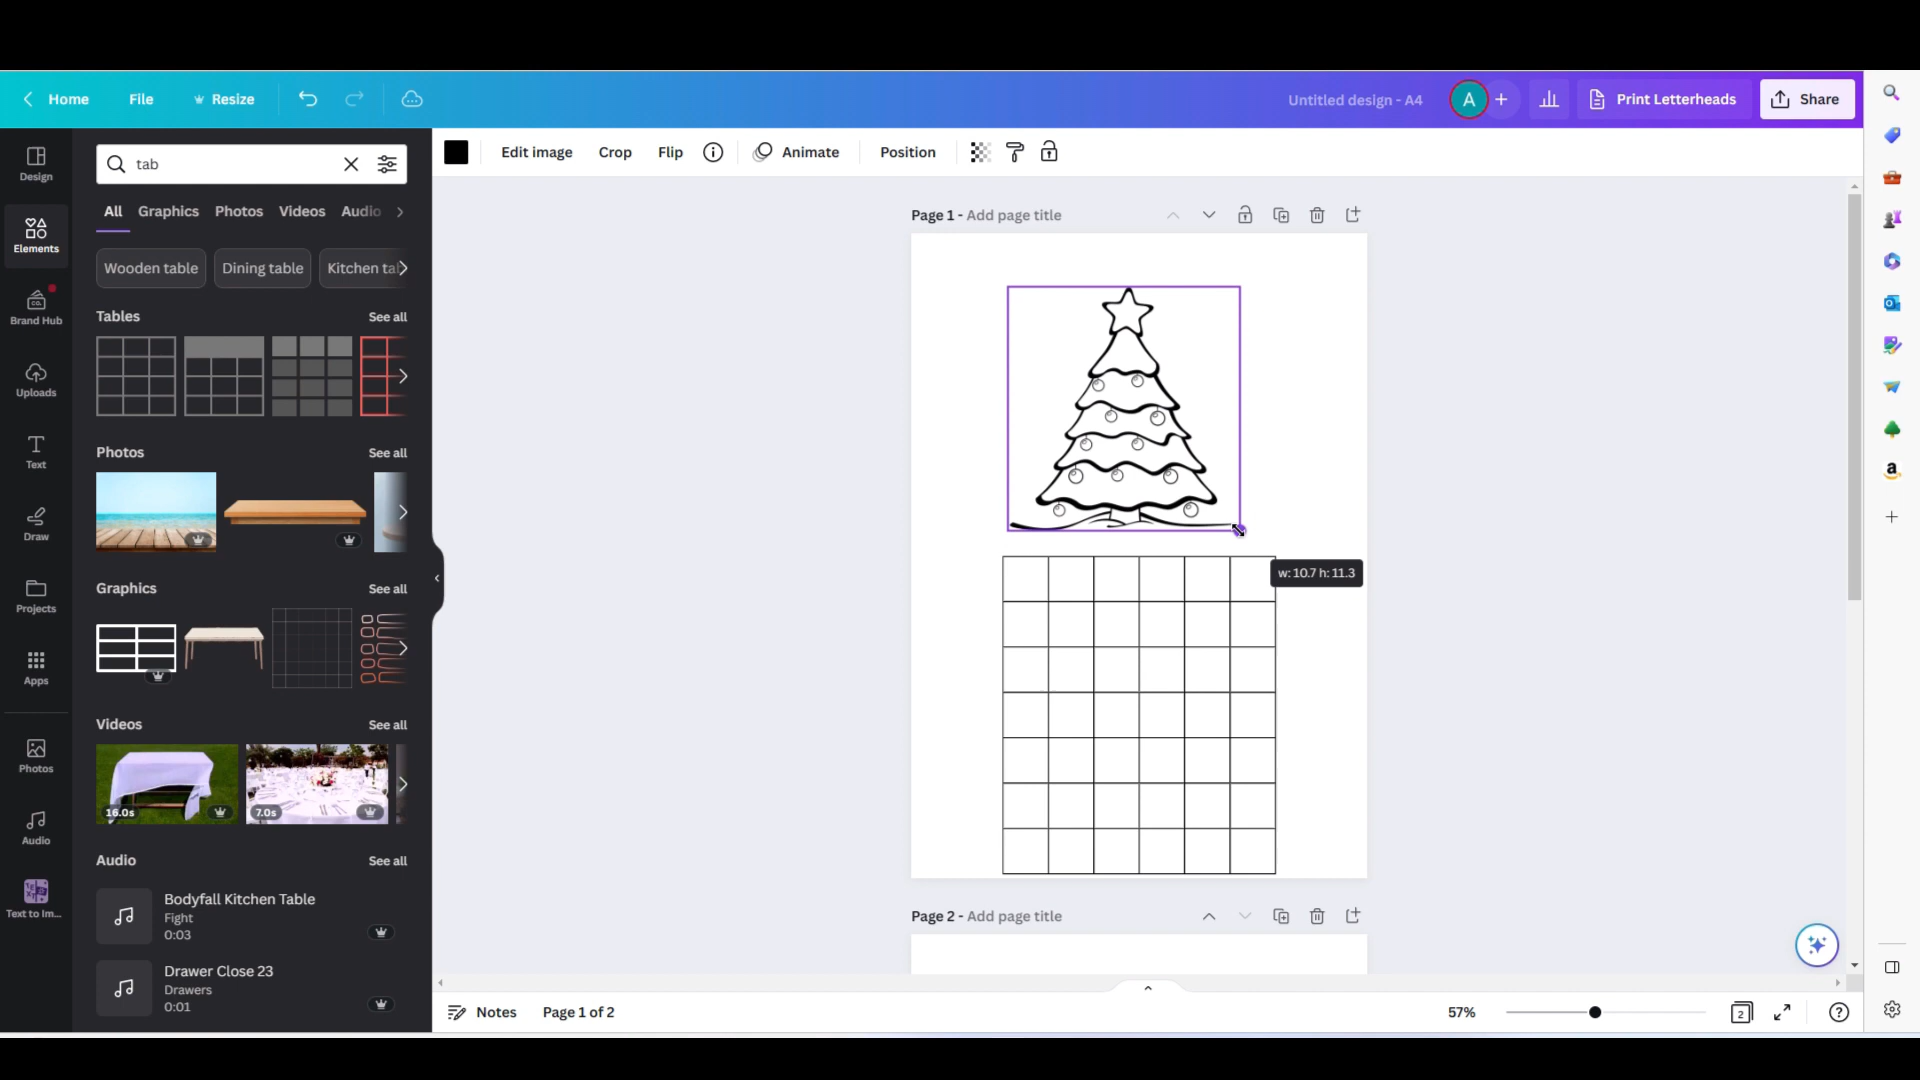 Home File Resize Untitled design - A4 A Print Letterheads Share
Edit image Crop Flip Animate Position
Design
Elements
Brand Hub
Uploads
Text
Draw
Projects
Apps
Photos
Audio
Text to Im...
tab
All Graphics Photos Videos Audio
Wooden table Dining table Kitchen tab
Tables See all
Photos See all
Graphics See all
Videos See all
16.0s 7.0s
Audio See all
Bodyfall Kitchen Table
Fight
0:03
Drawer Close 23
Drawers
0:01
Page 1 - Add page title
w: 10.7 h: 11.3
Page 2 - Add page title
Notes Page 1 of 2 57% 2